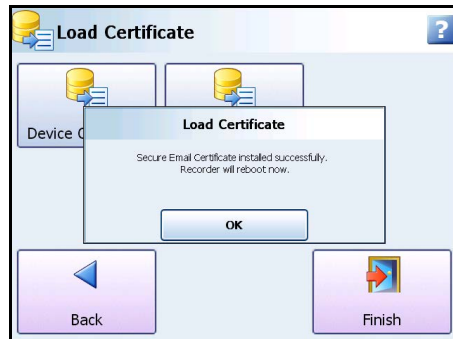 Load Certificate
?
Device
Load Certificate
Secure Email Certificate installed successfully.
Recorder will reboot now.
OK
Back
Finish